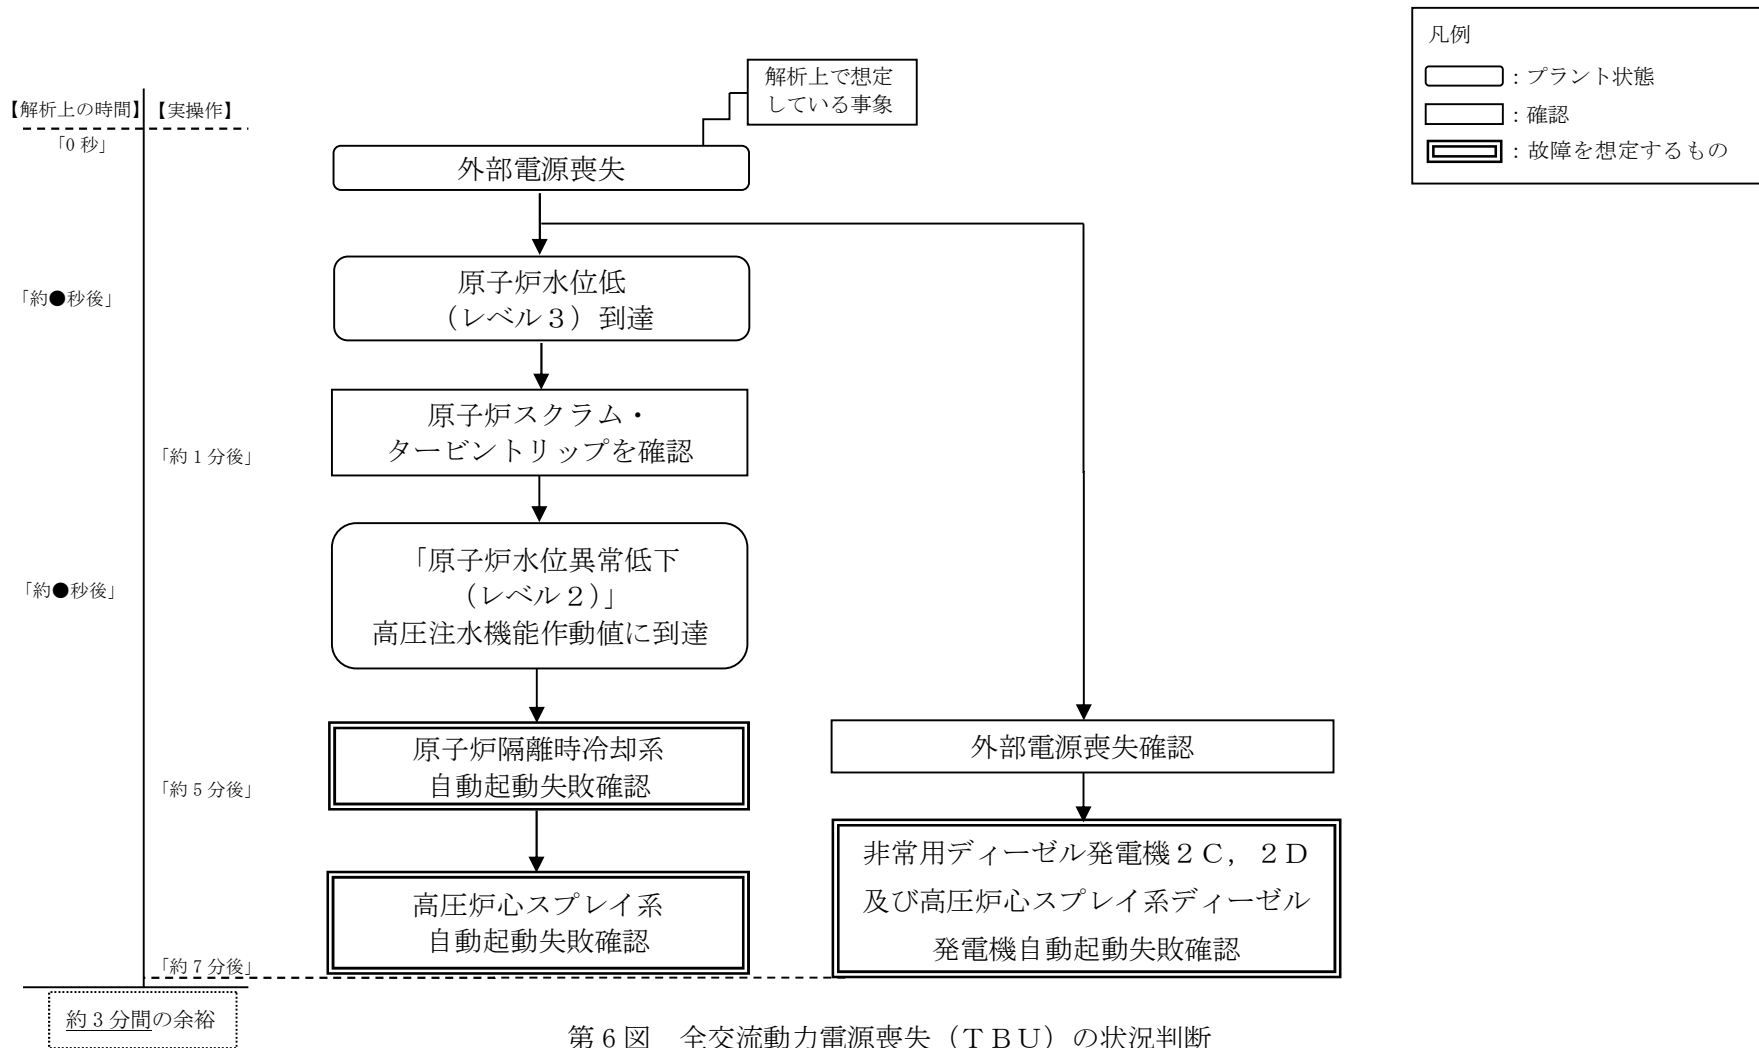 凡例
：プラント状態
：確認
：故障を想定するもの
解析上で想定
している事象
【解析上の時間】
【実操作】
「0 秒」
外部電源喪失
「約●秒後」
原子炉水位低
（レベル３）到達
原子炉スクラム・
タービントリップを確認
「約 1 分後」
「原子炉水位異常低下
（レベル２）」
高圧注水機能作動値に到達
「約●秒後」
原子炉隔離時冷却系
自動起動失敗確認
「約 5 分後」
外部電源喪失確認
高圧炉心スプレイ系
自動起動失敗確認
非常用ディーゼル発電機２Ｃ，２Ｄ
及び高圧炉心スプレイ系ディーゼル
発電機自動起動失敗確認
「約 7 分後」
約 3 分間の余裕
第６図　全交流動力電源喪失（ＴＢＵ）の状況判断